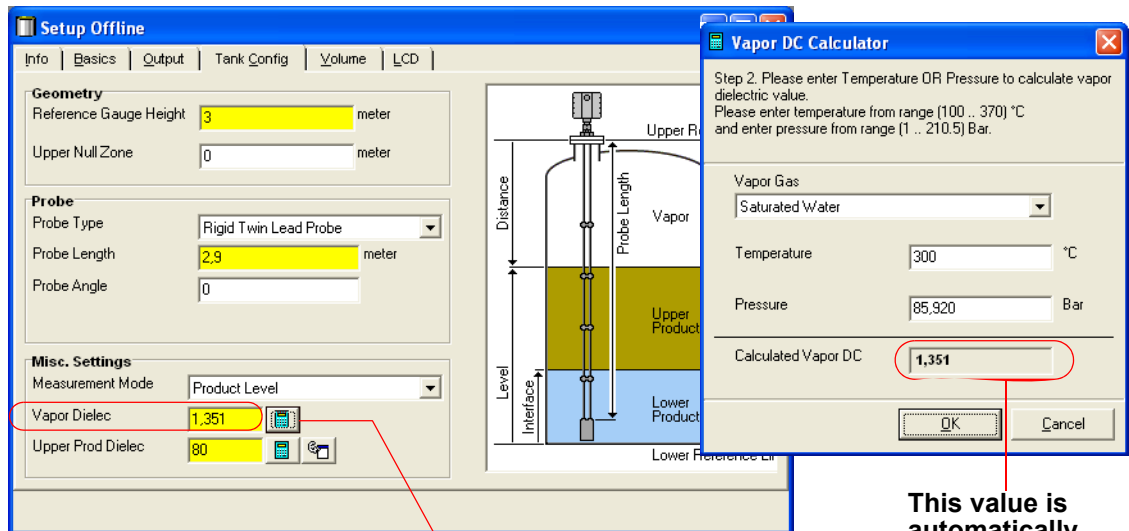 Setup Offline
Info Basics Output Tank Config Volume LCD
Geometry
Reference Gauge Height 3 meter
Upper Null Zone 0 meter
Probe
Probe Type Rigid Twin Lead Probe
Probe Length 2,9 meter
Probe Angle 0
Misc. Settings
Measurement Mode Product Level
Vapor Dielec 1,351
Upper Prod Dielec 80
Upper
Distance
Probe Length
Vapor
Upper
Product
Level
Interface
Lower
Product
Lower Reference
Vapor DC Calculator
Step 2. Please enter Temperature OR Pressure to calculate vapor
dielectric value.
Please enter temperature from range (100 .. 370) °C
and enter pressure from range (1 .. 210.5) Bar.
Vapor Gas
Saturated Water
Temperature 300 °C
Pressure 85,920 Bar
Calculated Vapor DC 1,351
OK Cancel
This value is
automatically